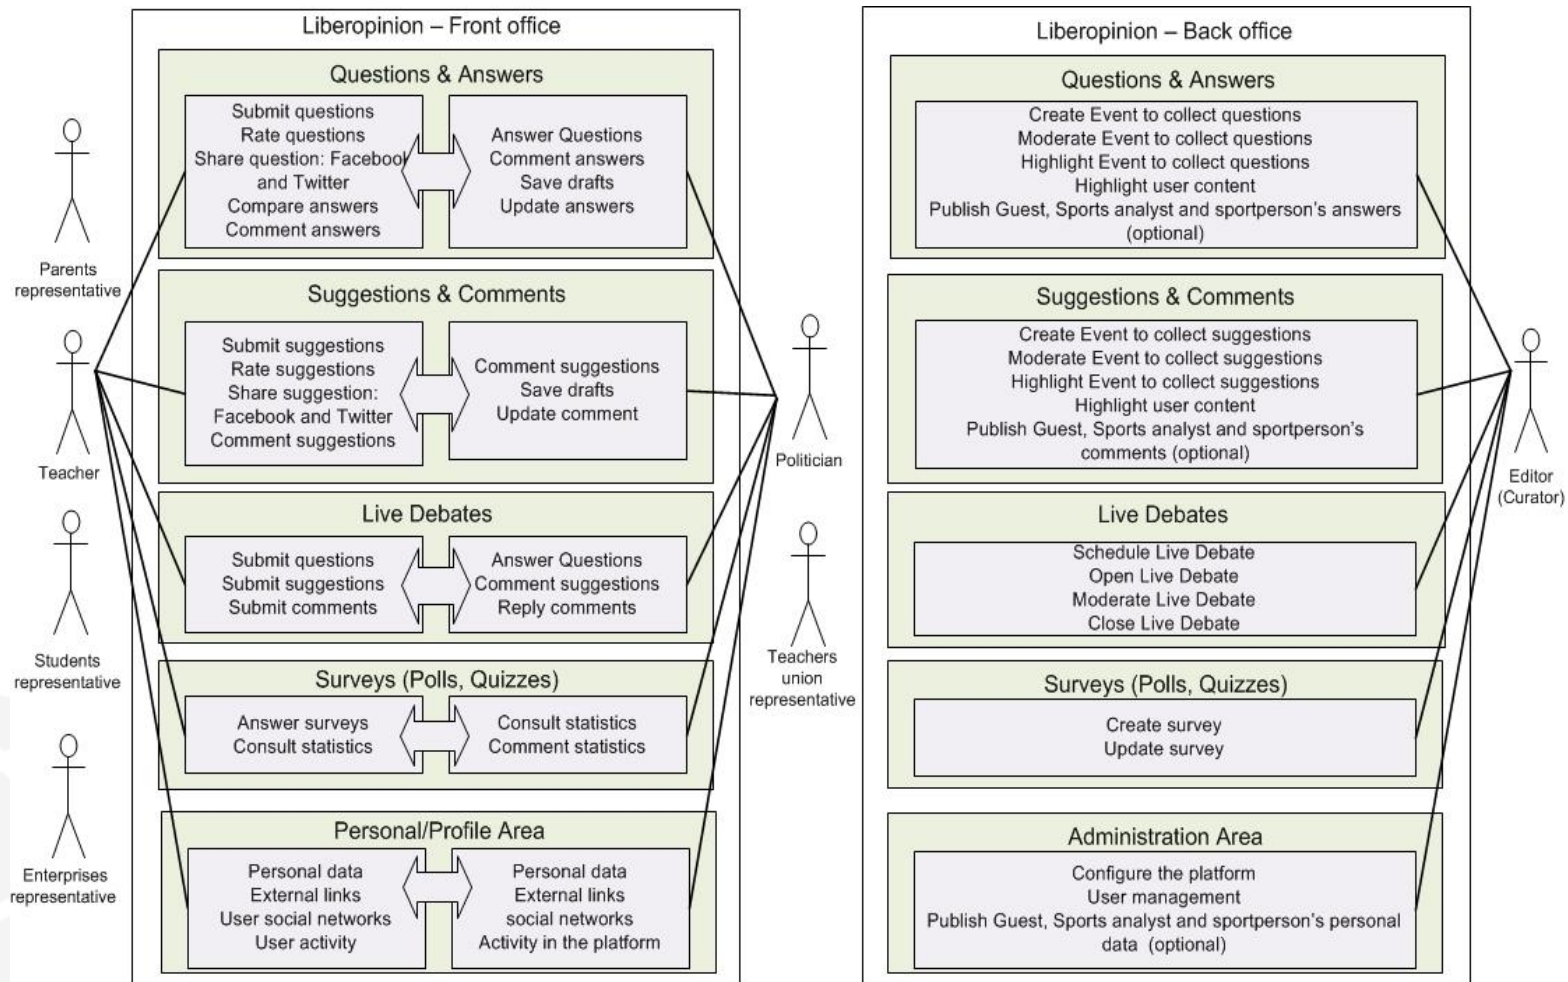 Liberopinion – Front office
Questions & Answers
Submit questions
Rate questions
Share question: Facebook
and Twitter
Compare answers
Comment answers
Answer Questions
Comment answers
Save drafts
Update answers
Suggestions & Comments
Submit suggestions
Rate suggestions
Share suggestion:
Facebook and Twitter
Comment suggestions
Comment suggestions
Save drafts
Update comment
Live Debates
Submit questions
Submit suggestions
Submit comments
Answer Questions
Comment suggestions
Reply comments
Surveys (Polls, Quizzes)
Answer surveys
Consult statistics
Consult statistics
Comment statistics
Personal/Profile Area
Personal data
External links
User social networks
User activity
Personal data
External links
social networks
Activity in the platform
Parents
representative
Teacher
Students
representative
Enterprises
representative
Politician
Teachers
union
representative
Liberopinion – Back office
Questions & Answers
Create Event to collect questions
Moderate Event to collect questions
Highlight Event to collect questions
Highlight user content
Publish Guest, Sports analyst and sportperson's answers
(optional)
Suggestions & Comments
Create Event to collect suggestions
Moderate Event to collect suggestions
Highlight Event to collect suggestions
Highlight user content
Publish Guest, Sports analyst and sportperson's
comments (optional)
Live Debates
Schedule Live Debate
Open Live Debate
Moderate Live Debate
Close Live Debate
Surveys (Polls, Quizzes)
Create survey
Update survey
Administration Area
Configure the platform
User management
Publish Guest, Sports analyst and sportperson's personal
data (optional)
Editor
(Curator)